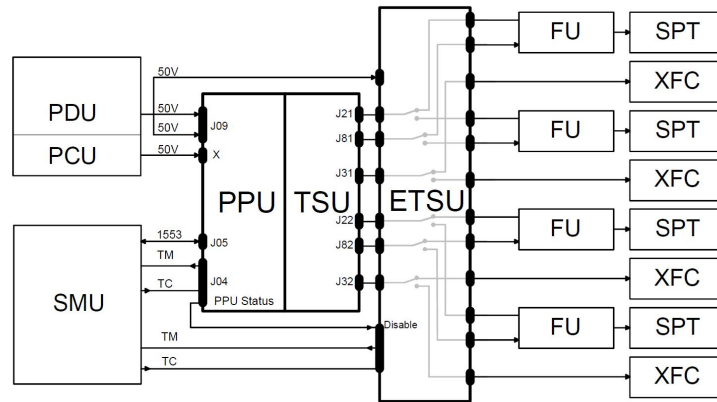 50V
FU
SPT
XFC
PDU
50V
50V
J09
J21
J81
FU
SPT
PCU
50V
X
J31
XFC
PPU
TSU
ETSU
J22
FU
SPT
1553
J05
J82
TM
SMU
TC
J04
PPU Status
J32
XFC
Disable
FU
SPT
TM
TC
XFC